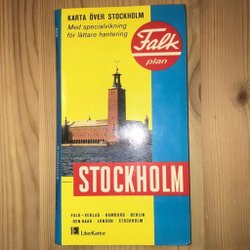 KARTA ÖVER STOCKHOLM
Med specialvikning
för lättare hantering
Falk
plan
STOCKHOLM
FALK-VERLAG HAMBURG BERLIN
DEN HAAG LONDON STOCKHOLM
LiberKartor